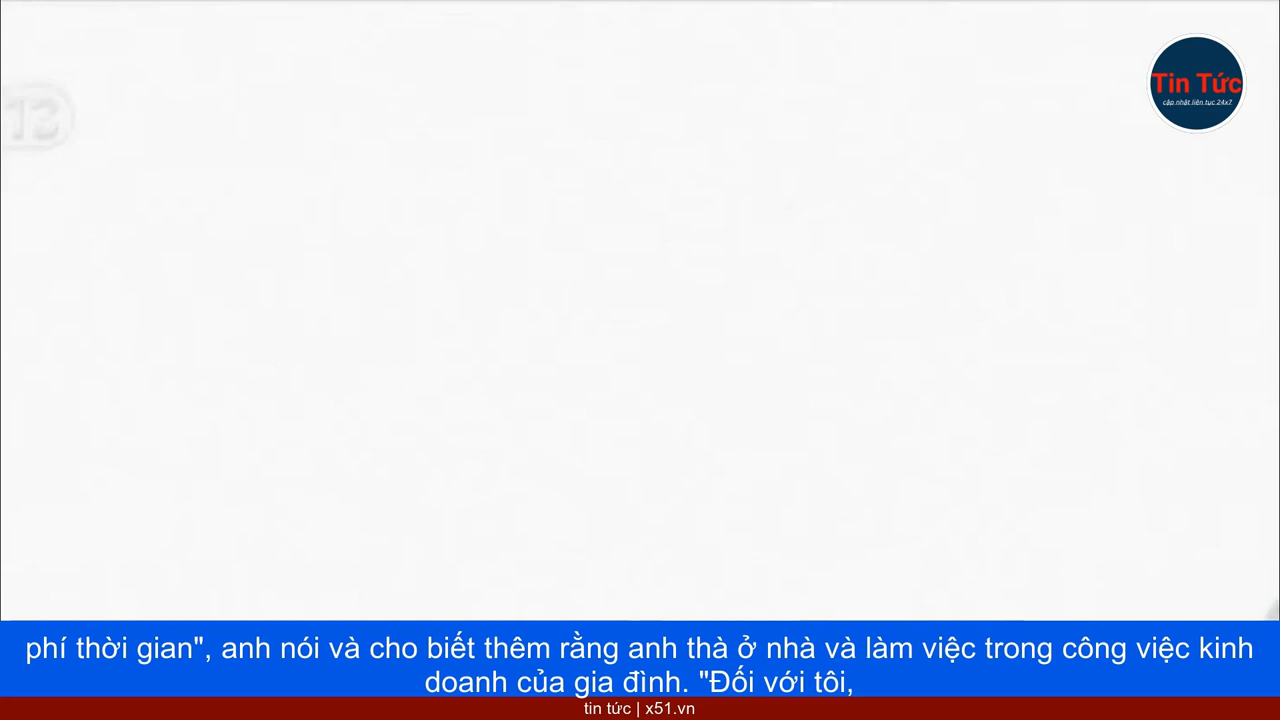 13
Tin Tức
cập nhật liên tục 24x7
phí thời gian", anh nói và cho biết thêm rằng anh thà ở nhà và làm việc trong công việc kinh
doanh của gia đình. "Đối với tôi,
tin tức | x51.vn